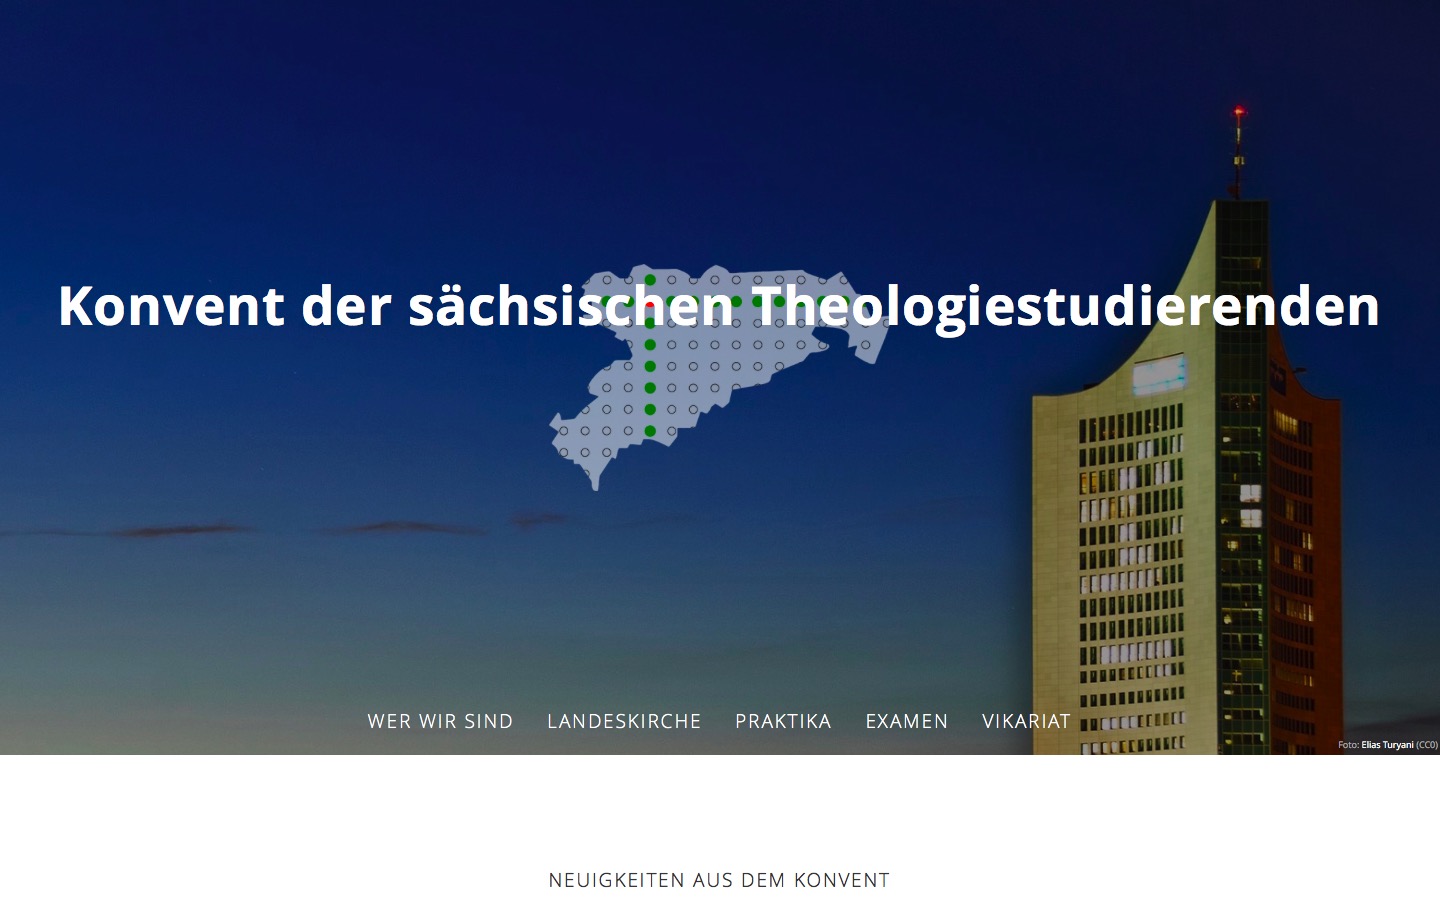 Konvent der sächsischen Theologiestudierenden
WER WIR SIND LANDESKIRCHE PRAKTIKA EXAMEN VIKARIAT
Foto: Elias Turyani (CC0)
NEUIGKEITEN AUS DEM KONVENT